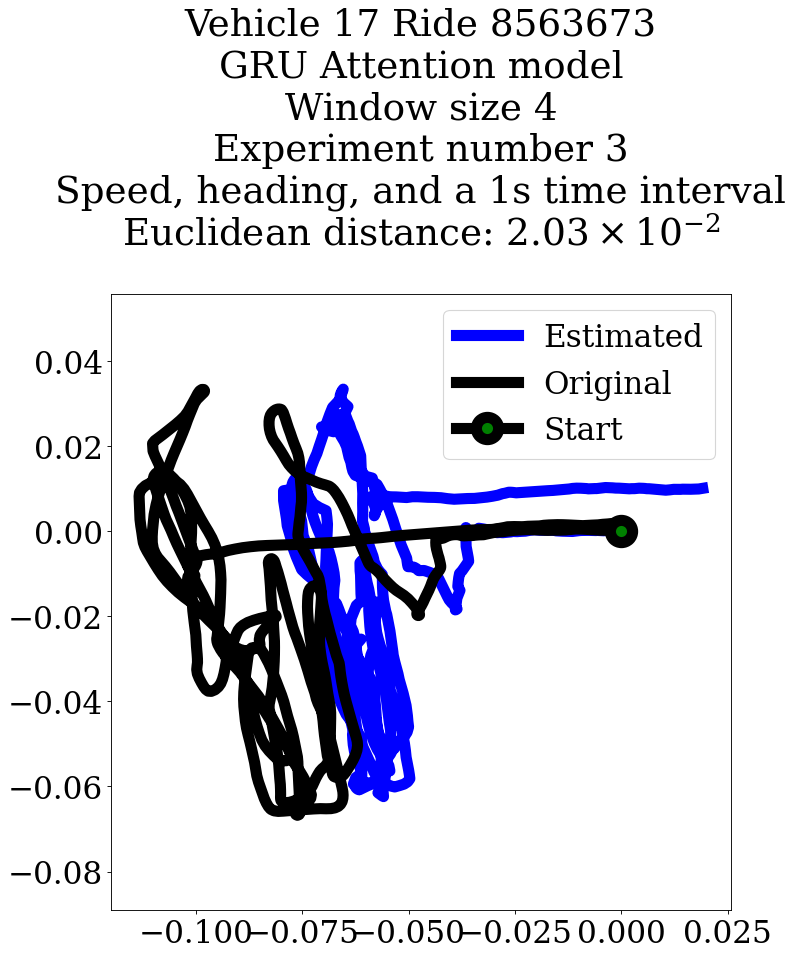 Vehicle 17 Ride 8563673
GRU Attention model
Window size 4
Experiment number 3
Speed, heading, and a 1s time interval
Euclidean distance: 2.03 × 10⁻²
Estimated
Original
Start
0.04
0.02
0.00
−0.02
−0.04
−0.06
−0.08
−0.100 −0.075 −0.050 −0.025 0.000 0.025